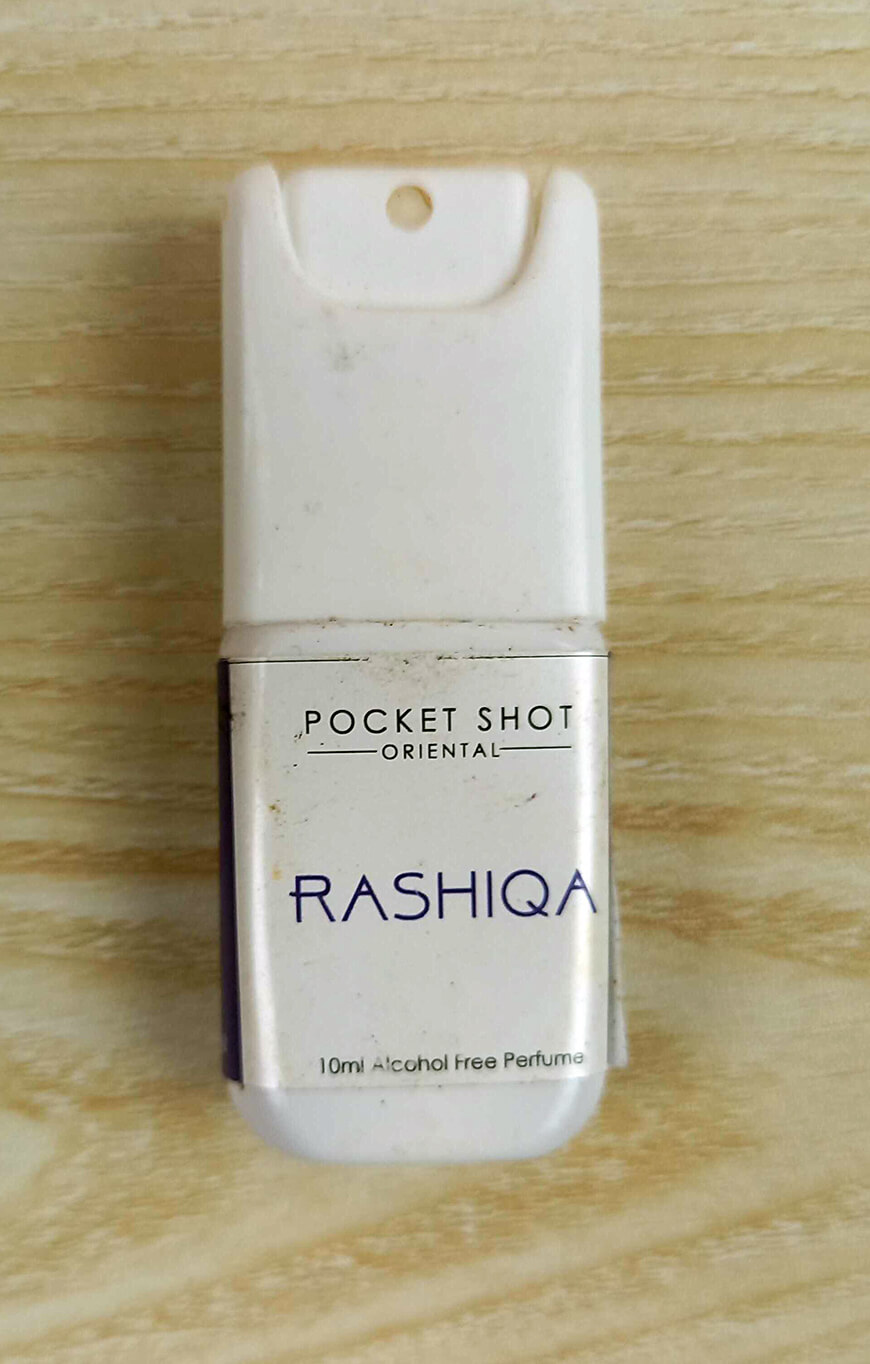 POCKET SHOT
ORIENTAL
RASHIQA
10ml Alcohol Free Perfume